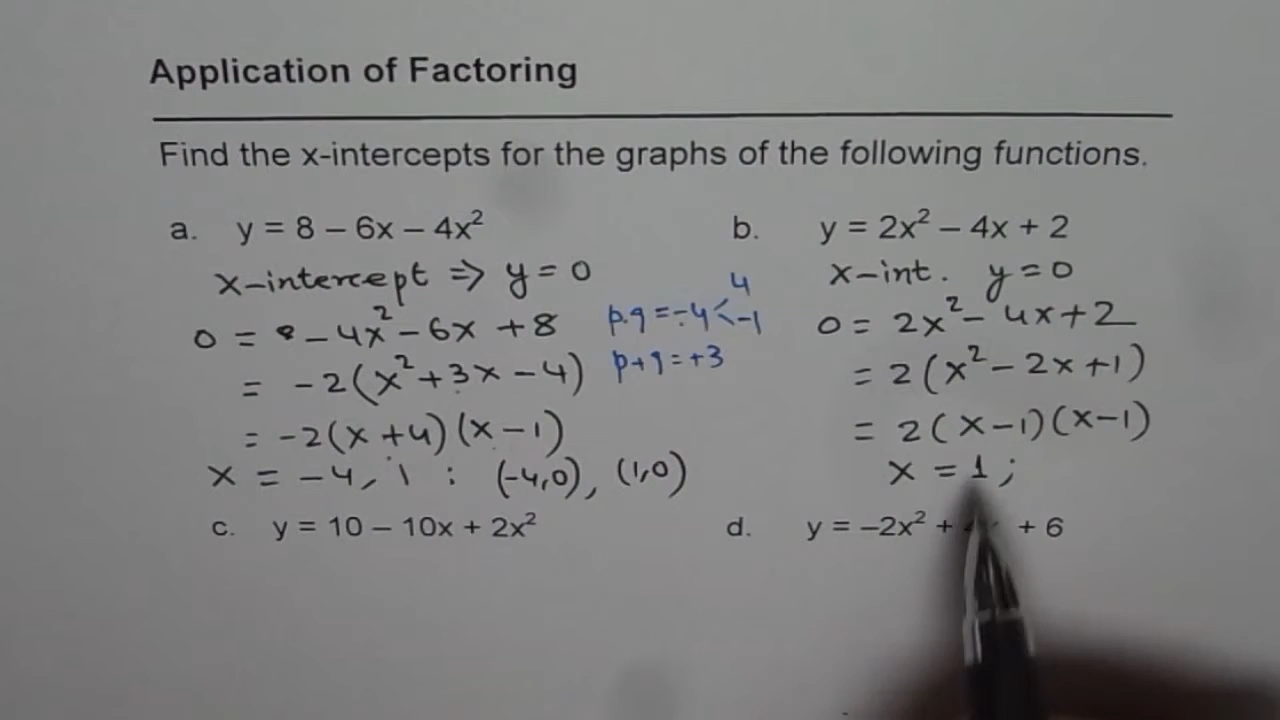 Application of Factoring
Find the x-intercepts for the graphs of the following functions.
a. y = 8 – 6x – 4x²
x-intercept ⇒ y = 0
0 = 8 – 4x² – 6x + 8
= -2(x² + 3x – 4)
= -2(x + 4)(x – 1)
x = -4, 1 : (-4,0), (1,0)
p.q = -4 < 4 -1
p+q = +3
b. y = 2x² – 4x + 2
x-int. y = 0
0 = 2x² – 4x + 2
= 2(x² – 2x + 1)
= 2(x – 1)(x – 1)
x = 1 ;
c. y = 10 – 10x + 2x²
d. y = –2x² + + 6